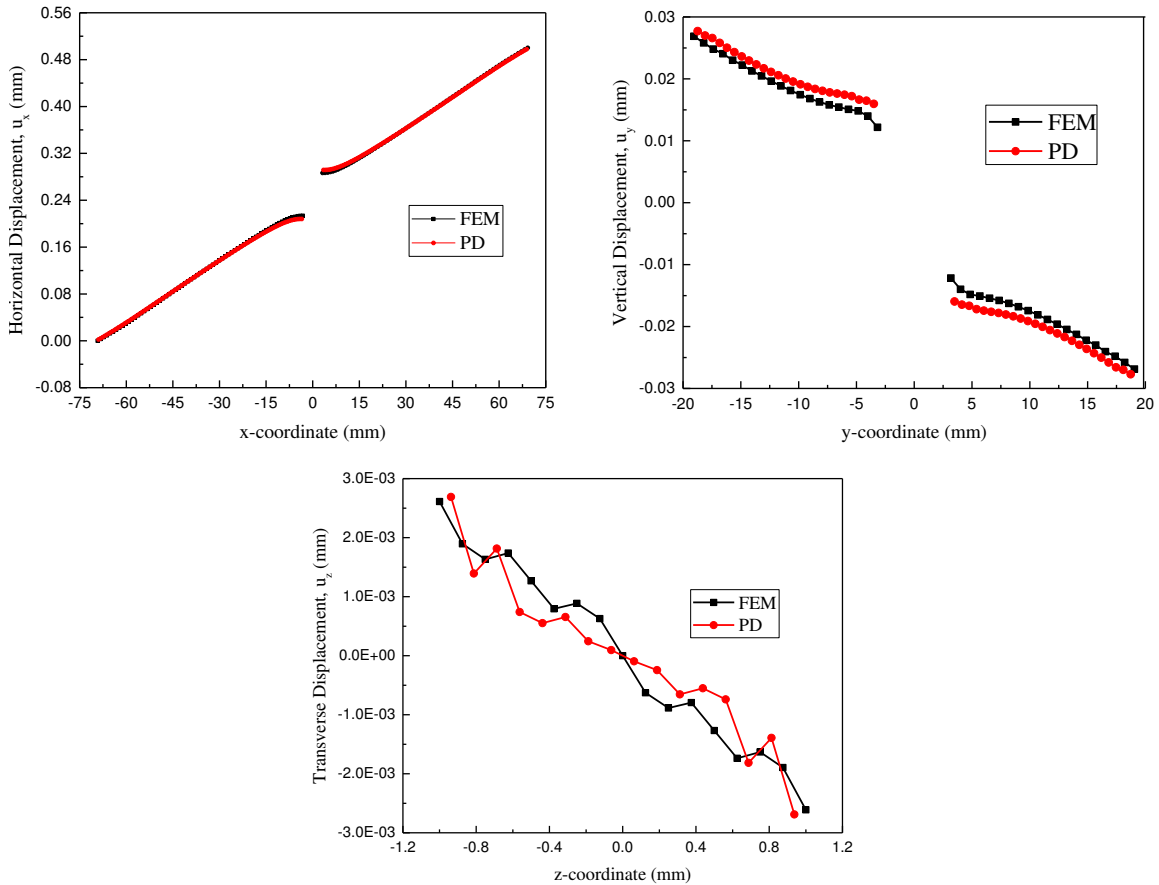 0.56
0.48
0.40
0.32
0.24
0.16
0.08
0.00
-0.08
Horizontal Displacement, u_x (mm)
FEM
PD
-75 -60 -45 -30 -15 0 15 30 45 60 75
x-coordinate (mm)
0.03
0.02
0.01
0.00
-0.01
-0.02
-0.03
Vertical Displacement, u_y (mm)
FEM
PD
-20 -15 -10 -5 0 5 10 15 20
y-coordinate (mm)
3.0E-03
2.0E-03
1.0E-03
0.0E+00
-1.0E-03
-2.0E-03
-3.0E-03
Transverse Displacement, u_z (mm)
FEM
PD
-1.2 -0.8 -0.4 0.0 0.4 0.8 1.2
z-coordinate (mm)